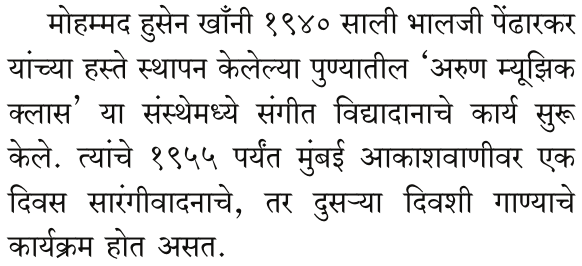 मोहम्मद हुसेन खाँनी १९४० साली भालजी पेंढारकर
यांच्या हस्ते स्थापन केलेल्या पुण्यातील ‘अरुण म्यूझिक
क्लास’ या संस्थेमध्ये संगीत विद्यादानाचे कार्य सुरू
केले. त्यांचे १९५५ पर्यंत मुंबई आकाशवाणीवर एक
दिवस सारंगीवादनाचे, तर दुसऱ्या दिवशी गाण्याचे
कार्यक्रम होत असत.